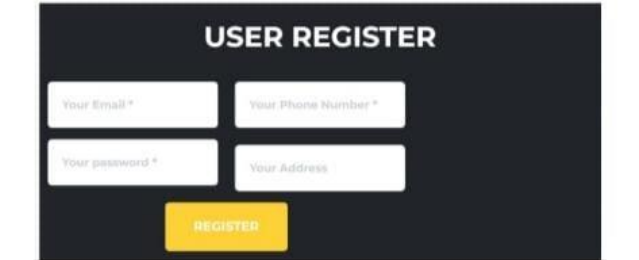 USER REGISTER
Your Email *
Your Phone Number *
Your password *
Your Address
REGISTER